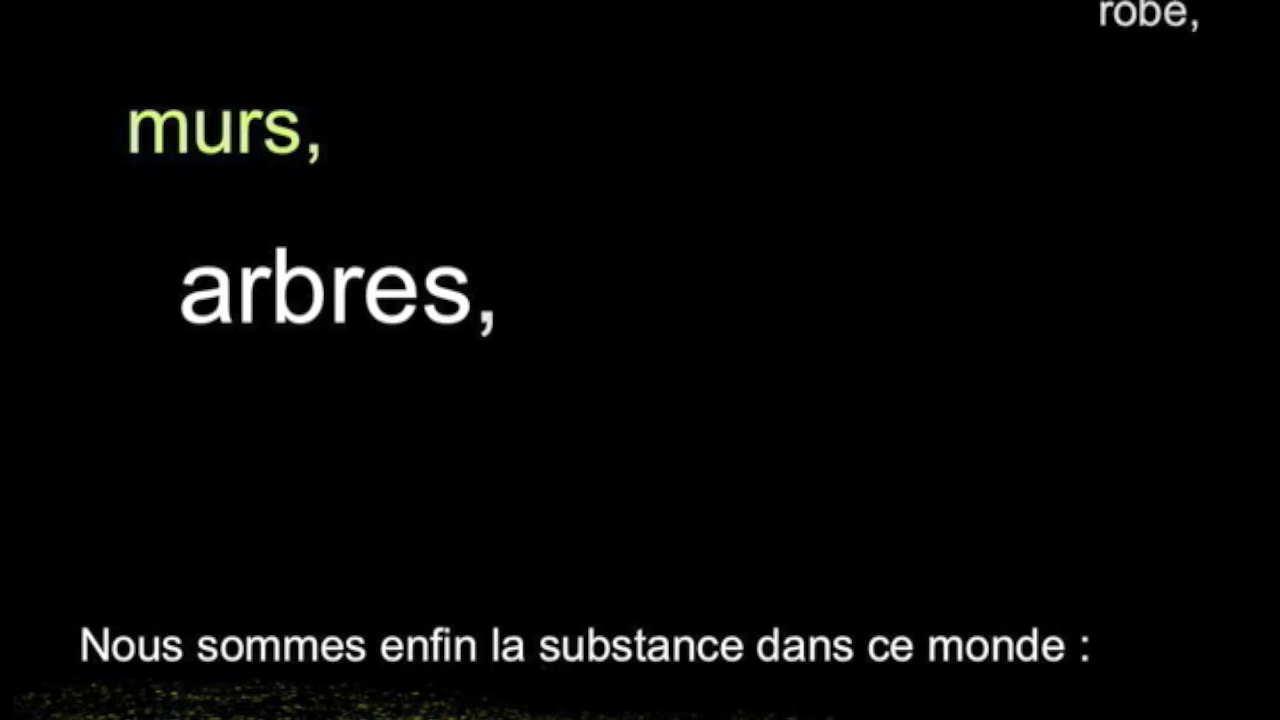 robe,
murs,
arbres,
Nous sommes enfin la substance dans ce monde :